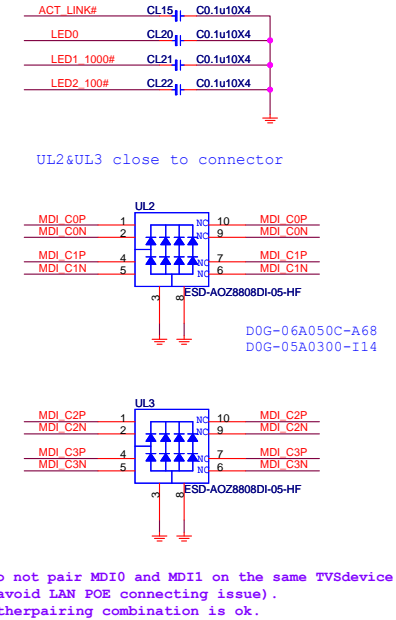 ACT_LINK# CL15 C0.1u10X4
LED0 CL20 C0.1u10X4
LED1_1000# CL21 C0.1u10X4
LED2_100# CL22 C0.1u10X4
UL2&UL3 close to connector
UL2
MDI_C0P 1 NC 10 MDI_C0P
MDI_C0N 2 NC 9 MDI_C0N
MDI_C1P 4 NC 7 MDI_C1P
MDI_C1N 5 NC 6 MDI_C1N
3 8 ESD-AOZ8808DI-05-HF
D0G-06A050C-A68
D0G-05A0300-I14
UL3
MDI_C2P 1 NC 10 MDI_C2P
MDI_C2N 2 NC 9 MDI_C2N
MDI_C3P 4 NC 7 MDI_C3P
MDI_C3N 5 NC 6 MDI_C3N
3 8 ESD-AOZ8808DI-05-HF
o not pair MDI0 and MDI1 on the same TVSdevice
avoid LAN POE connecting issue).
therpairing combination is ok.